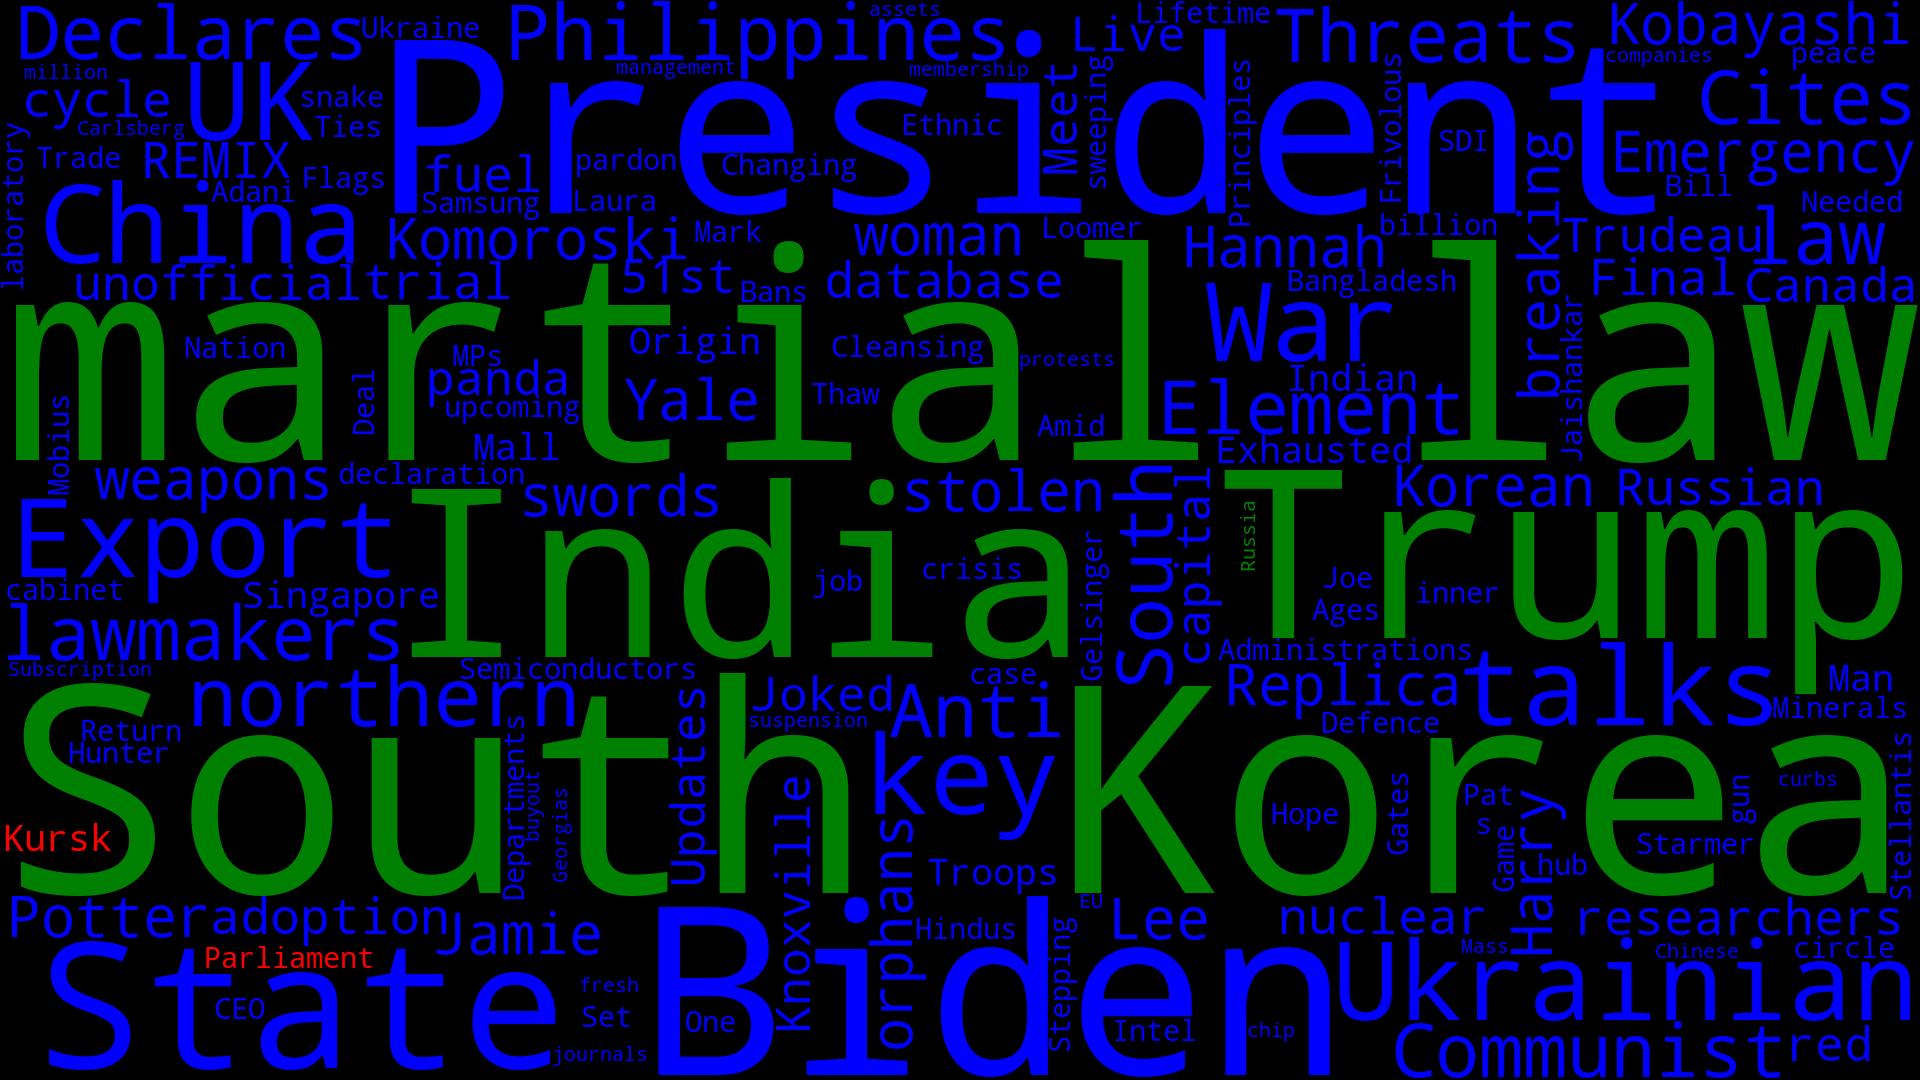 Declares
Ukraine
Philippines
assets
Live
Lifetime
Threats
Kobayashi
million
UK
President
management
membership
companies
peace
cycle
snake
Meet
sweeping
Principles
Frivolous
Cites
Carlsberg
Ties
Ethnic
SDI
Emergency
laboratory
Trade
REMIX
Flags
fuel
pardon
Changing
breaking
Bill
China
Adani
Samsung
Laura
Needed
Komoroski
Mark
woman
Loomer
Hannah
billion
Trudeau
law
unofficial
trial
51st
Bans
database
Bangladesh
Final
Canada
martial law
War
Nation
MPs
Origin
Cleansing
protests
Jaishankar
Deal
panda
Yale
Thaw
Indian
Mobius
upcoming
Element
Mall
Amid
Exhausted
weapons
declaration
swords
stolen
South
capital
Korean
Russian
Export
India
Trump
Russia
cabinet
Singapore
job
crisis
Gelsinger
Joe
Ages
inner
lawmakers
Administrations
Subscription
Semiconductors
case
northern
Joked
Anti
Replica
talks
Man
Minerals
Return
Hunter
Departments
Updates
suspension
Defence
South Korea
buyout
Georgias
Knoxville
key
Hope
Gates
Pat
s
gun
curbs
Stellantis
Kursk
Game
Harry
hub
Starmer
orphans
Troops
EU
Potter
adoption
Jamie
Hindus
Lee
nuclear
researchers
Parliament
Stepping
Mass
Chinese
circle
State
Biden
Ukrainian
CEO
fresh
Set
One
Intel
chip
journals
Communist
red